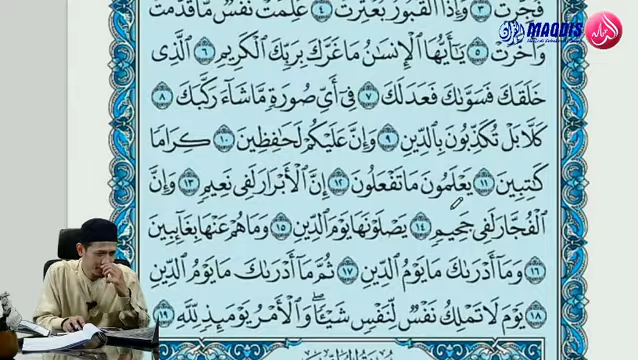 MAQDIS
فُجِّرَتْ ٣ وَإِذَا ٱلْقُبُورُ بُعْثِرَتْ ٤ عَلِمَتْ نَفْسٌ مَّا قَدَّمَتْ
وَأَخَّرَتْ ٥ يَٰٓأَيُّهَا ٱلْإِنسَٰنُ مَا غَرَّكَ بِرَبِّكَ ٱلْكَرِيمِ ٦ ٱلَّذِى
خَلَقَكَ فَسَوَّىٰكَ فَعَدَلَكَ ٧ فِىٓ أَىِّ صُورَةٍ مَّا شَآءَ رَكَّبَكَ ٨
كَلَّا بَلْ تُكَذِّبُونَ بِٱلدِّينِ ٩ وَإِنَّ عَلَيْكُمْ لَحَٰفِظِينَ ١٠ كِرَامًا
كَٰتِبِينَ ١١ يَعْلَمُونَ مَا تَفْعَلُونَ ١٢ إِنَّ ٱلْأَبْرَارَ لَفِى نَعِيمٍ ١٣ وَإِنَّ
ٱلْفُجَّارَ لَفِى جَحِيمٍ ١٤ يَصْلَوْنَهَا يَوْمَ ٱلدِّينِ ١٥ وَمَا هُمْ عَنْهَا بِغَآئِبِينَ
١٦ وَمَآ أَدْرَىٰكَ مَا يَوْمُ ٱلدِّينِ ١٧ ثُمَّ مَآ أَدْرَىٰكَ مَا يَوْمُ ٱلدِّينِ
١٨ يَوْمَ لَا تَمْلِكُ نَفْسٌ لِّنَفْسٍ شَيْـًٔا ۖ وَٱلْأَمْرُ يَوْمَئِذٍ لِّلَّهِ ١٩